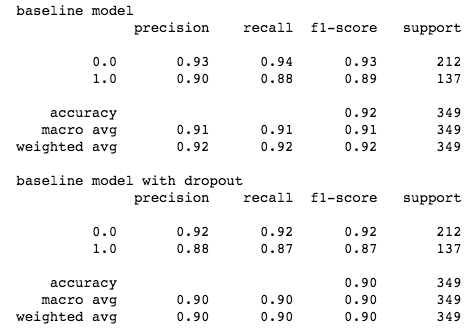 baseline model
precision recall f1-score support
0.0 0.93 0.94 0.93 212
1.0 0.90 0.88 0.89 137
accuracy 0.92 349
macro avg 0.91 0.91 0.91 349
weighted avg 0.92 0.92 0.92 349
baseline model with dropout
precision recall f1-score support
0.0 0.92 0.92 0.92 212
1.0 0.88 0.87 0.87 137
accuracy 0.90 349
macro avg 0.90 0.90 0.90 349
weighted avg 0.90 0.90 0.90 349